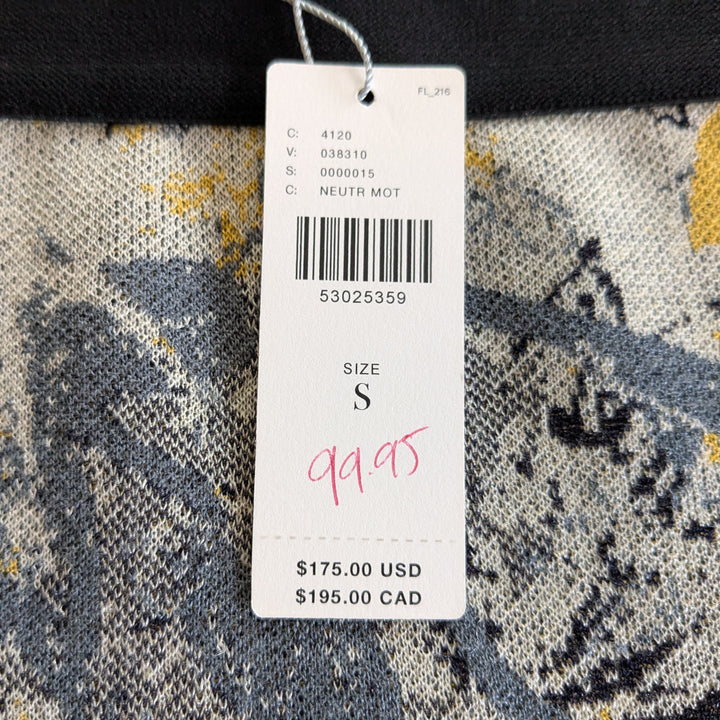 FL_216
C: 4120
V: 038310
S: 0000015
C: NEUTR MOT
53025359
SIZE
S
99.95
$175.00 USD
$195.00 CAD